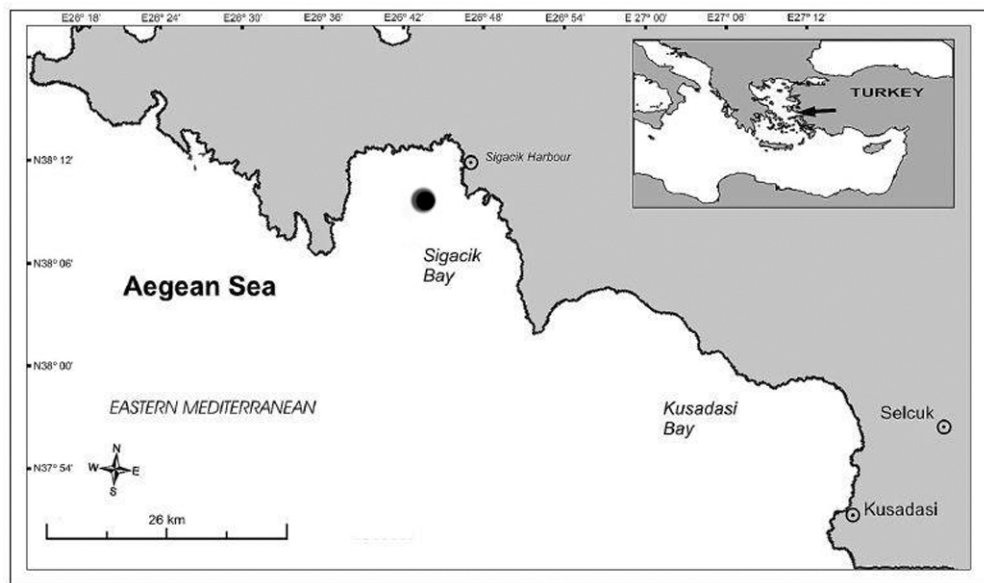 E26° 18' E26° 24' E26° 30' E26° 36' E26° 42' E26° 48' E26° 54' E27° 00' E27° 06' E27° 12'
TURKEY
N38° 12'
Sigacik Harbour
Sigacik
Bay
N38° 06'
Aegean Sea
N38° 00'
EASTERN MEDITERRANEAN
Kusadasi
Bay
Selcuk
N37° 54'
N
W E
S
Kusadasi
26 km